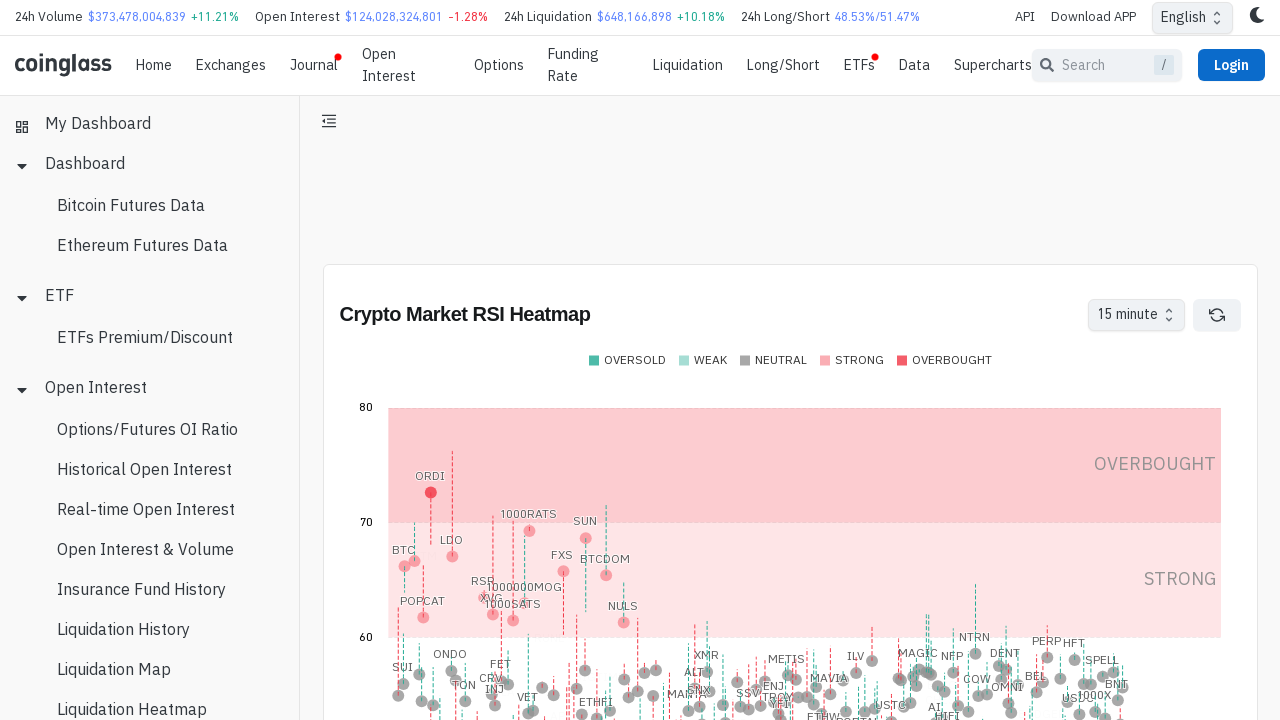 24h Volume $373,478,004,839 +11.21% Open Interest $124,028,324,801 -1.28% 24h Liquidation $648,166,898 +10.18% 24h Long/Short 48.53%/51.47% API Download APP English
coinglass Home Exchanges Journal Open Interest Options Funding Rate Liquidation Long/Short ETFs Data Supercharts Search / Login
My Dashboard
Dashboard
Bitcoin Futures Data
Ethereum Futures Data
ETF
ETFs Premium/Discount
Open Interest
Options/Futures OI Ratio
Historical Open Interest
Real-time Open Interest
Open Interest & Volume
Insurance Fund History
Liquidation History
Liquidation Map
Liquidation Heatmap
Crypto Market RSI Heatmap 15 minute
OVERSOLD WEAK NEUTRAL STRONG OVERBOUGHT
80
OVERBOUGHT
ORDI
1000RATS SUN
70
LDO
BTC FXS BTCDOM
STRONG
RSR 1000000MOG
POPCAT XVG 1000SATS NULS
60
NTRN PERP HFT
ONDO XMR METIS ILV MAGIC NFP DENT SPELL
SUI FET ALT
TON CRV MAVIA COW BEL BNT
INJ SNX SSV ENJ OMNI
VET ETHFI TROY USTC USDC 1000X
AI
HIFI